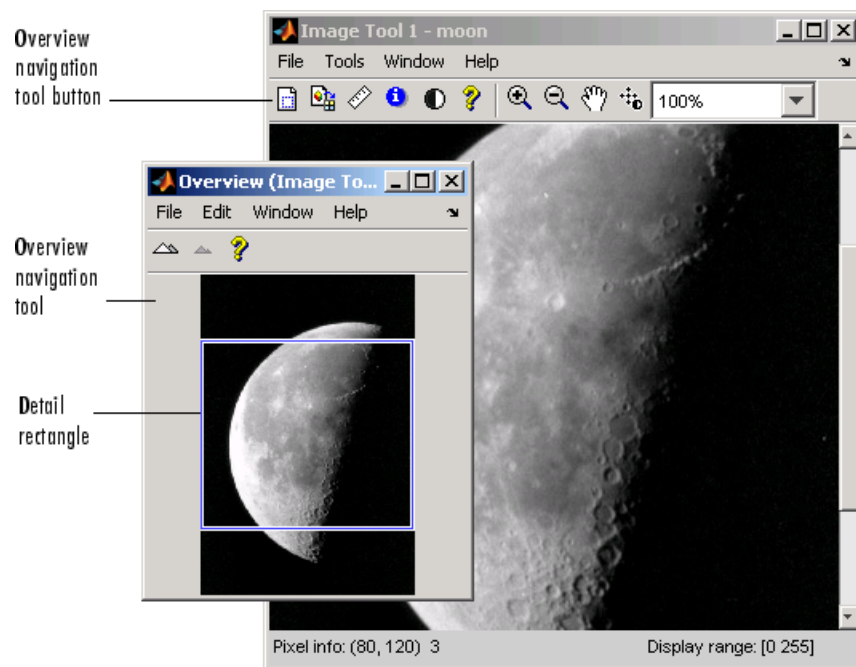 Overview
navigation
tool button
Image Tool 1 - moon
File Tools Window Help
100%
Overview (Image To...
File Edit Window Help
Overview
navigation
tool
Detail
rectangle
Pixel info: (80, 120) 3
Display range: [0 255]